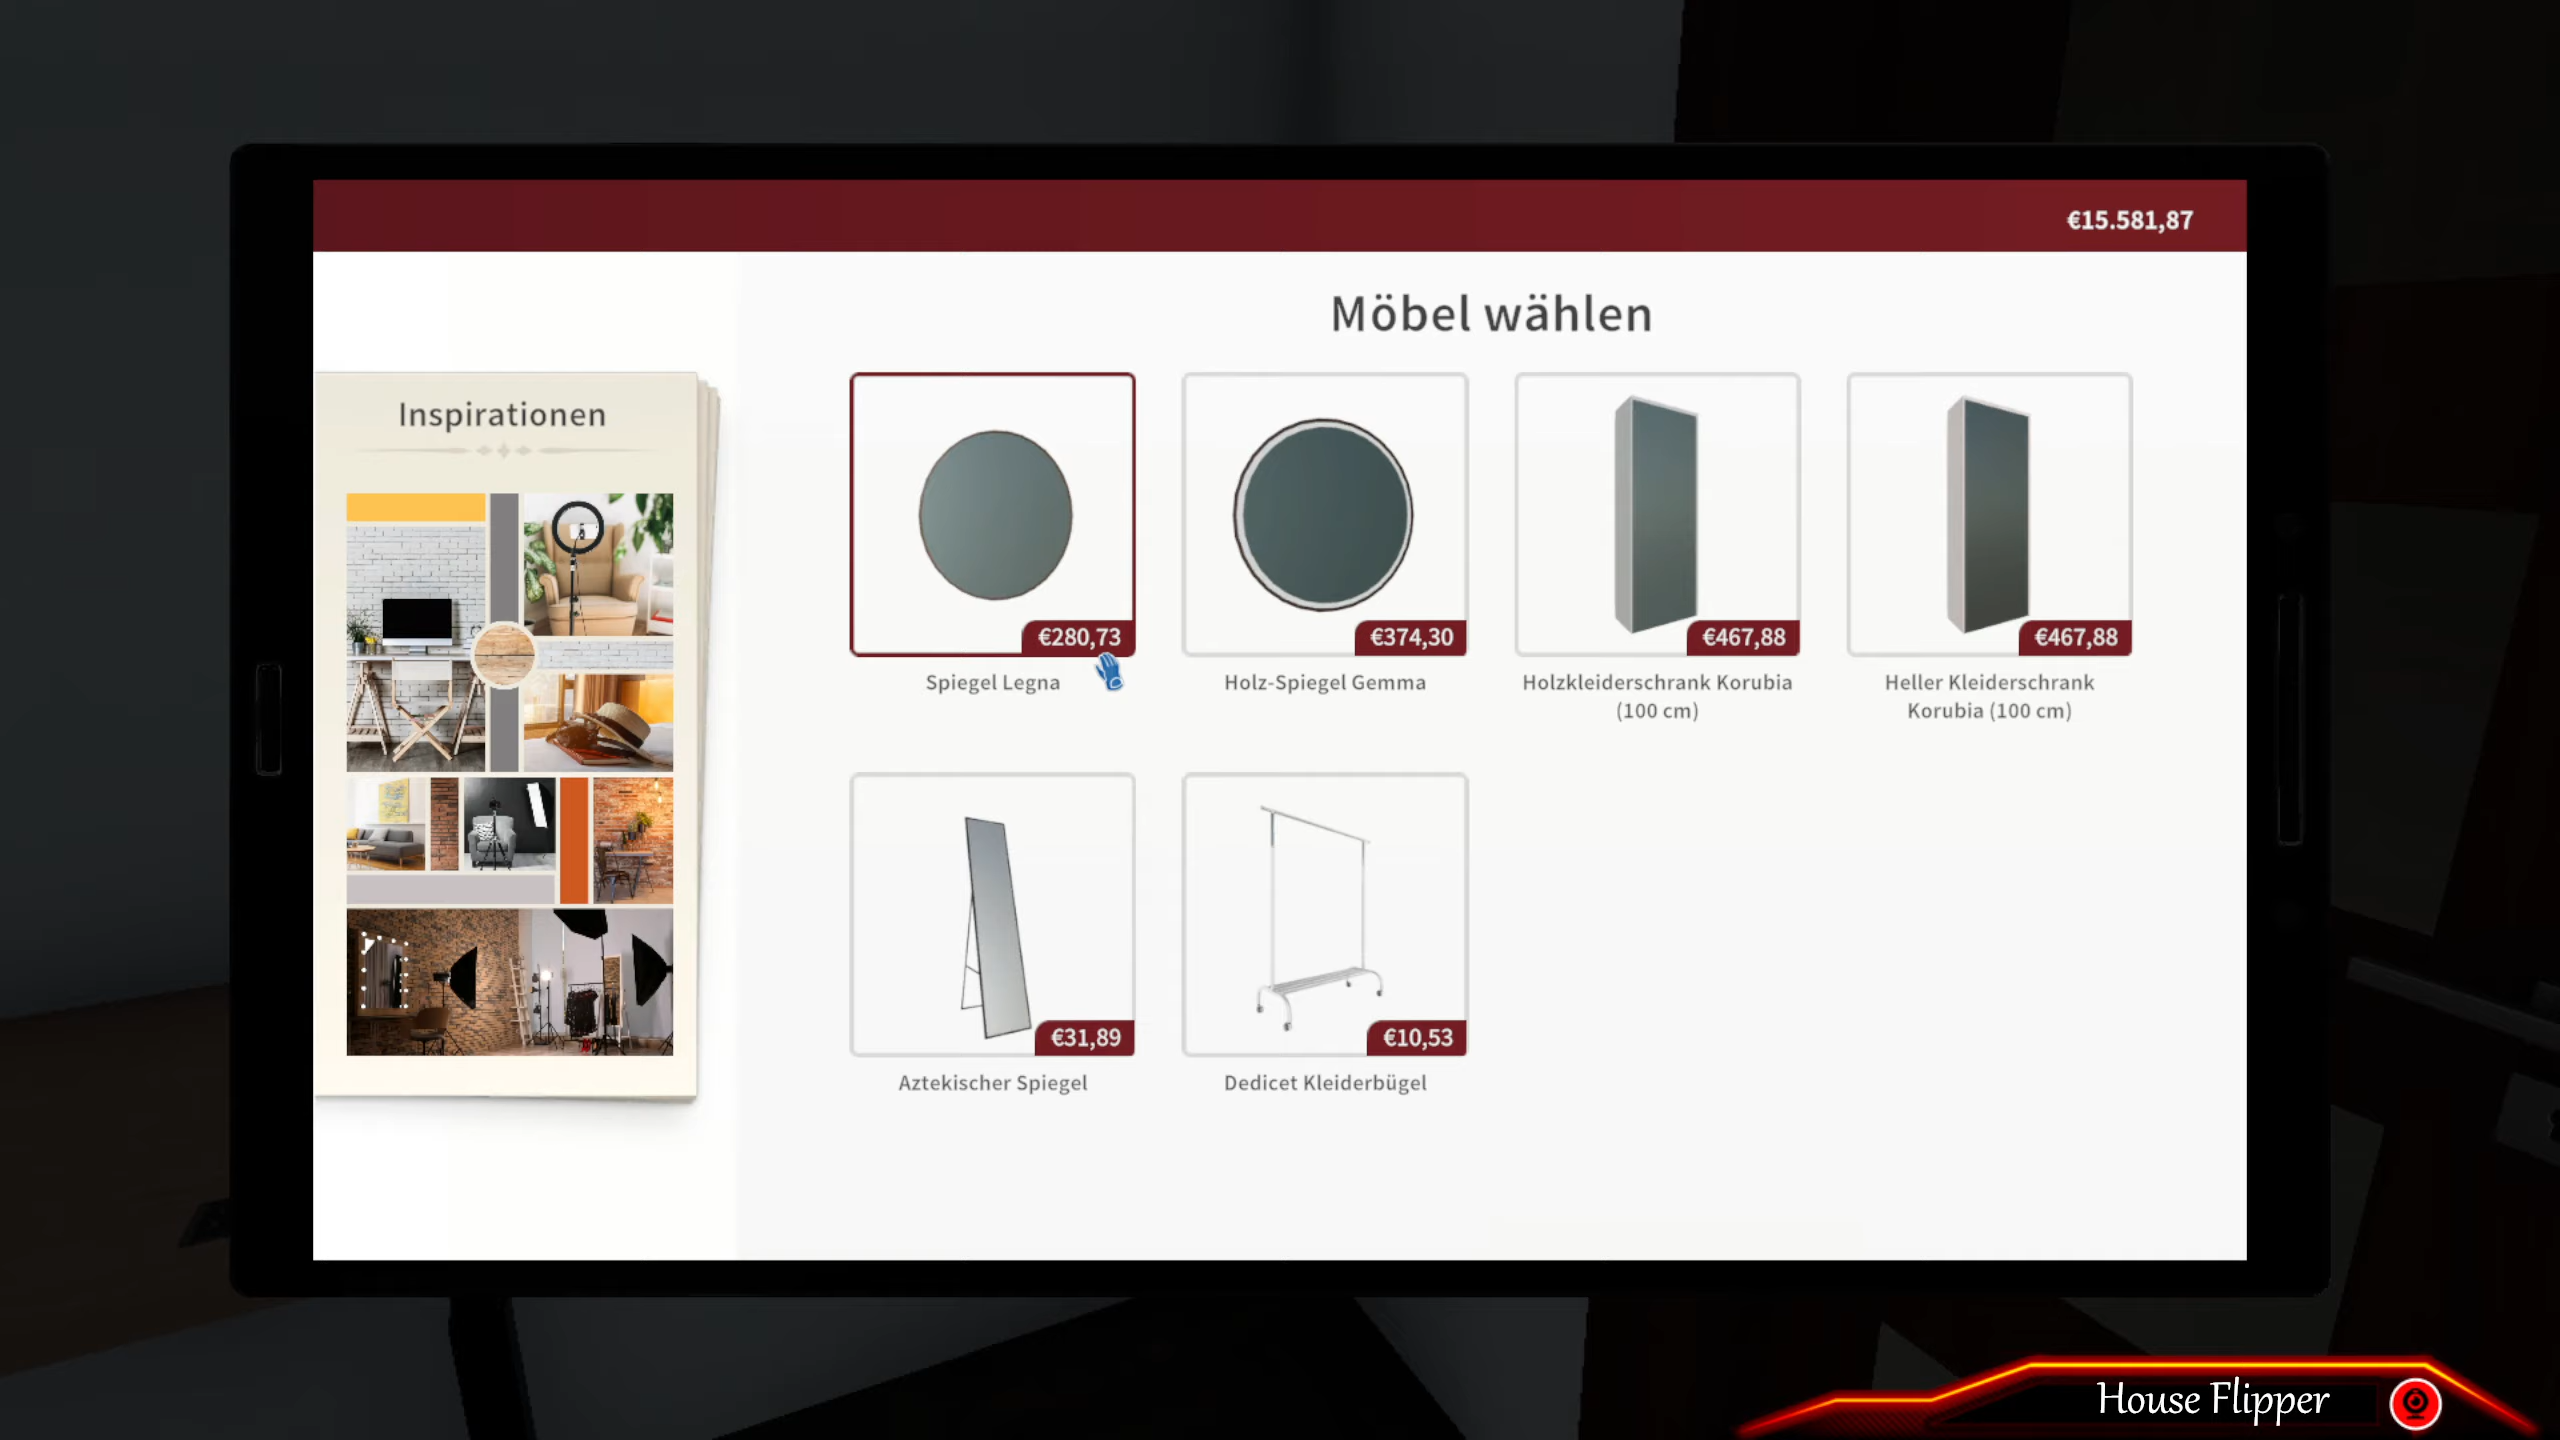 €15.581,87
Möbel wählen
Inspirationen
€280,73
€374,30
€467,88
€467,88
Spiegel Legna
Holz-Spiegel Gemma
Holzkleiderschrank Korubia
(100 cm)
Heller Kleiderschrank
Korubia (100 cm)
€31,89
€10,53
Aztekischer Spiegel
Dedicet Kleiderbügel
House Flipper